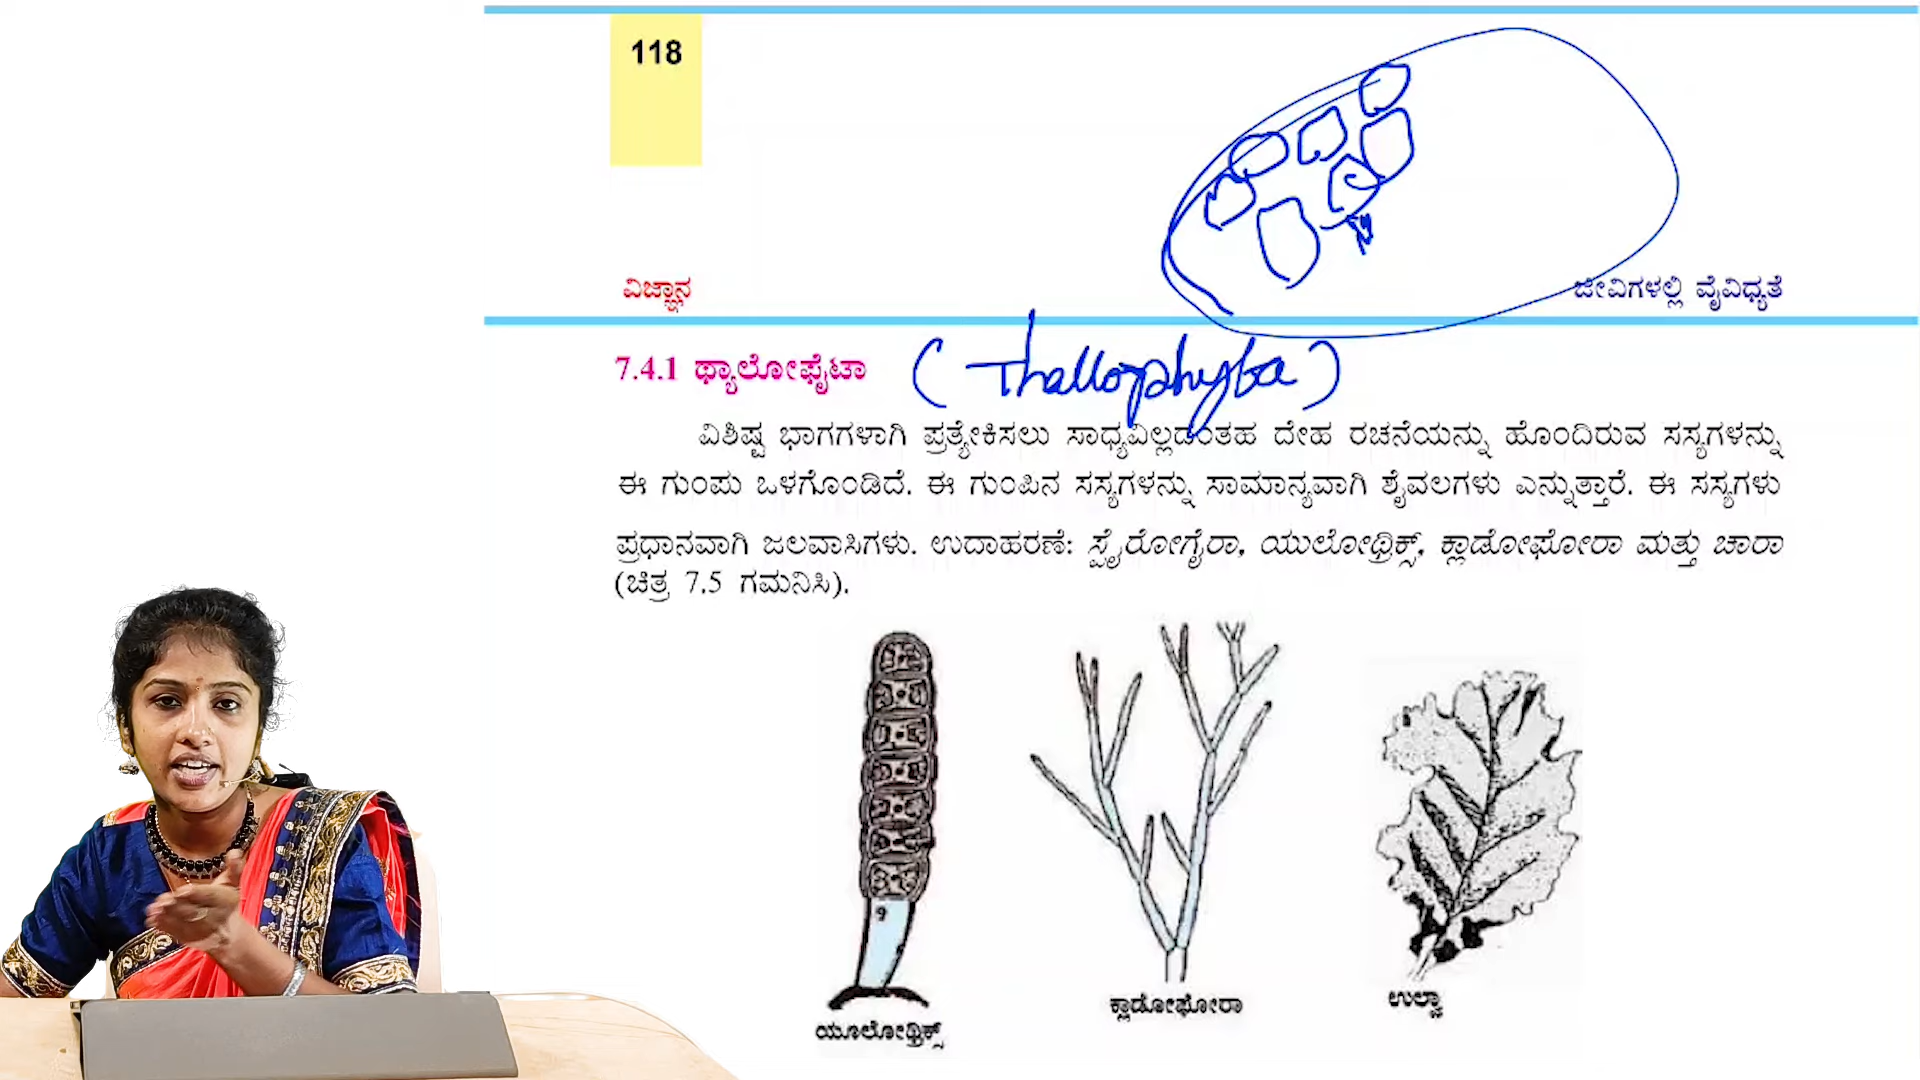 118
ವಿಜ್ಞಾನ
ಜೀವಿಗಳಲ್ಲಿ ವೈವಿಧ್ಯತೆ
7.4.1 ಥ್ಯಾಲೋಫೈಟಾ (Thallophyta)
ವಿಶಿಷ್ಟ ಭಾಗಗಳಾಗಿ ಪ್ರತ್ಯೇಕಿಸಲು ಸಾಧ್ಯವಿಲ್ಲದಂತಹ ದೇಹ ರಚನೆಯನ್ನು ಹೊಂದಿರುವ ಸಸ್ಯಗಳನ್ನು
ಈ ಗುಂಪು ಒಳಗೊಂಡಿದೆ. ಈ ಗುಂಪಿನ ಸಸ್ಯಗಳನ್ನು ಸಾಮಾನ್ಯವಾಗಿ ಶೈವಲಗಳು ಎನ್ನುತ್ತಾರೆ. ಈ ಸಸ್ಯಗಳು
ಪ್ರಧಾನವಾಗಿ ಜಲವಾಸಿಗಳು. ಉದಾಹರಣೆ: ಸ್ಪೈರೋಗೈರಾ, ಯುಲೋಥ್ರಿಕ್ಸ್, ಕ್ಲಾಡೋಫೋರಾ ಮತ್ತು ಚಾರಾ
(ಚಿತ್ರ 7.5 ಗಮನಿಸಿ).
ಯೂಲೋಥ್ರಿಕ್ಸ್
ಕ್ಲಾಡೋಫೋರಾ
ಉಲ್ವಾ